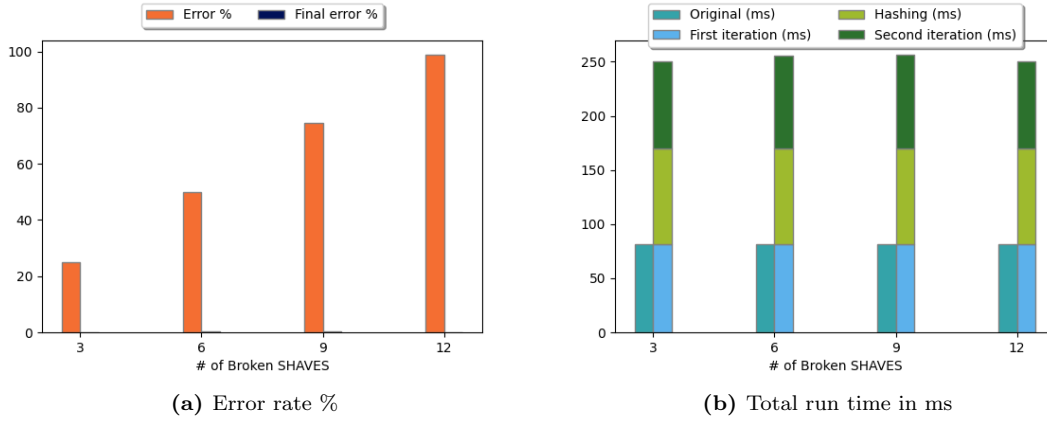 Error %
Final error %
100
80
60
40
20
0
3
6
9
12
# of Broken SHAVES
(a) Error rate %
Original (ms)
Hashing (ms)
First iteration (ms)
Second iteration (ms)
250
200
150
100
50
0
3
6
9
12
# of Broken SHAVES
(b) Total run time in ms